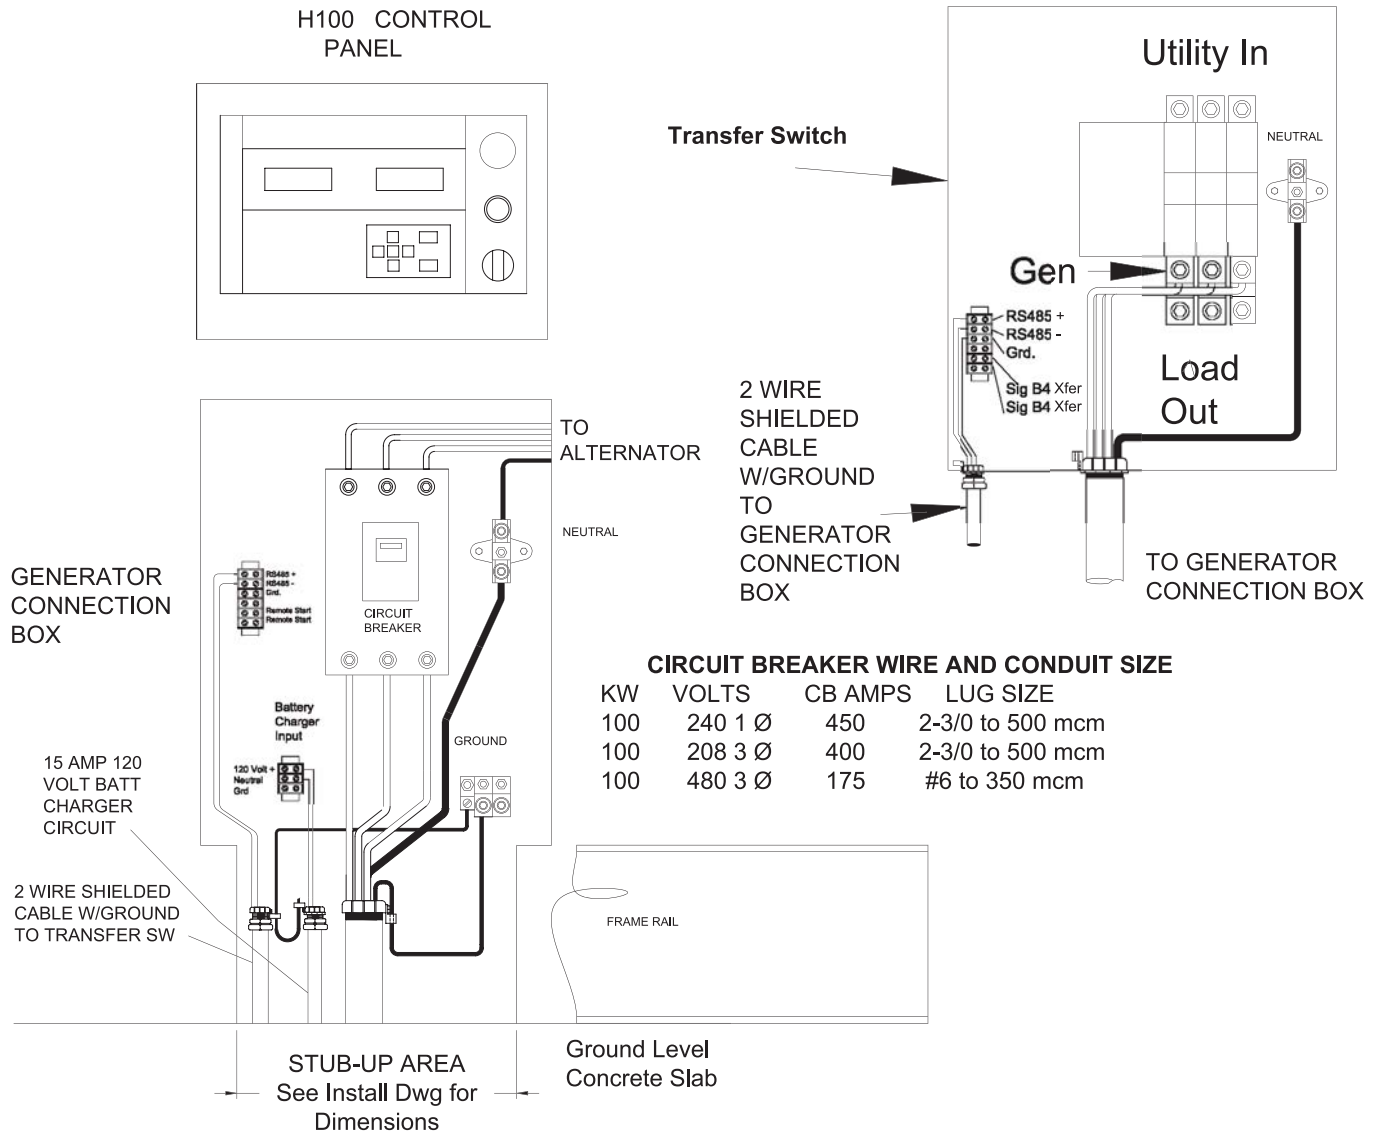 H100 CONTROL
PANEL
Transfer Switch
Utility In
NEUTRAL
Gen
RS485 +
RS485 -
Grd.
Sig B4 Xfer
Sig B4 Xfer
Load
Out
2 WIRE
SHIELDED
CABLE
W/GROUND
TO
GENERATOR
CONNECTION
BOX
TO GENERATOR
CONNECTION BOX
TO
ALTERNATOR
NEUTRAL
GENERATOR
CONNECTION
BOX
RS485 +
RS485 -
Grd.
Remote Start
Remote Start
CIRCUIT
BREAKER
Battery
Charger
Input
120 Volt +
Neutral
Grd
GROUND
15 AMP 120
VOLT BATT
CHARGER
CIRCUIT
2 WIRE SHIELDED
CABLE W/GROUND
TO TRANSFER SW
CIRCUIT BREAKER WIRE AND CONDUIT SIZE
KW VOLTS CB AMPS LUG SIZE
100 240 1 Ø 450 2-3/0 to 500 mcm
100 208 3 Ø 400 2-3/0 to 500 mcm
100 480 3 Ø 175 #6 to 350 mcm
FRAME RAIL
STUB-UP AREA
See Install Dwg for
Dimensions
Ground Level
Concrete Slab